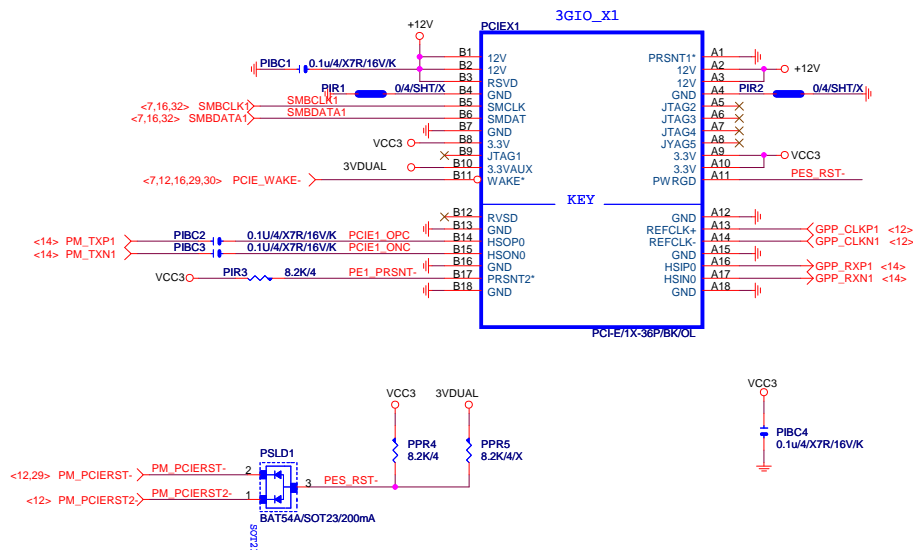 3GIO_X1
+12V PCIEX1
B1 12V PRSNT1* A1
PIBC1 0.1u/4/X7R/16V/K B2 12V 12V A2 +12V
B3 RSVD 12V A3
PIR1 0/4/SHT/X B4 GND GND A4 PIR2 0/4/SHT/X
<7,16,32> SMBCLK1 SMBCLK1 B5 SMCLK JTAG2 A5
<7,16,32> SMBDATA1 SMBDATA1 B6 SMDAT JTAG3 A6
B7 GND JTAG4 A7
VCC3 B8 3.3V JYAG5 A8
B9 JTAG1 3.3V A9 VCC3
3VDUAL B10 3.3VAUX 3.3V A10
<7,12,16,29,30> PCIE_WAKE- B11 WAKE* PWRGD A11 PES_RST-
KEY
B12 RVSD GND A12
B13 GND REFCLK+ A13 GPP_CLKP1 <12>
<14> PM_TXP1 PIBC2 0.1U/4/X7R/16V/K PCIE1_OPC B14 HSOP0 REFCLK- A14 GPP_CLKN1 <12>
<14> PM_TXN1 PIBC3 0.1U/4/X7R/16V/K PCIE1_ONC B15 HSON0 GND A15
B16 GND HSIP0 A16 GPP_RXP1 <14>
VCC3 PIR3 8.2K/4 PE1_PRSNT- B17 PRSNT2* HSIN0 A17 GPP_RXN1 <14>
B18 GND GND A18
PCI-E/1X-36P/BK/OL
VCC3 3VDUAL VCC3
PPR4 8.2K/4
PPR5 8.2K/4/X
PIBC4
0.1u/4/X7R/16V/K
PSLD1
<12,29> PM_PCIERST- PM_PCIERST- 2
3 PES_RST-
<12> PM_PCIERST2- PM_PCIERST2- 1
BAT54A/SOT23/200mA